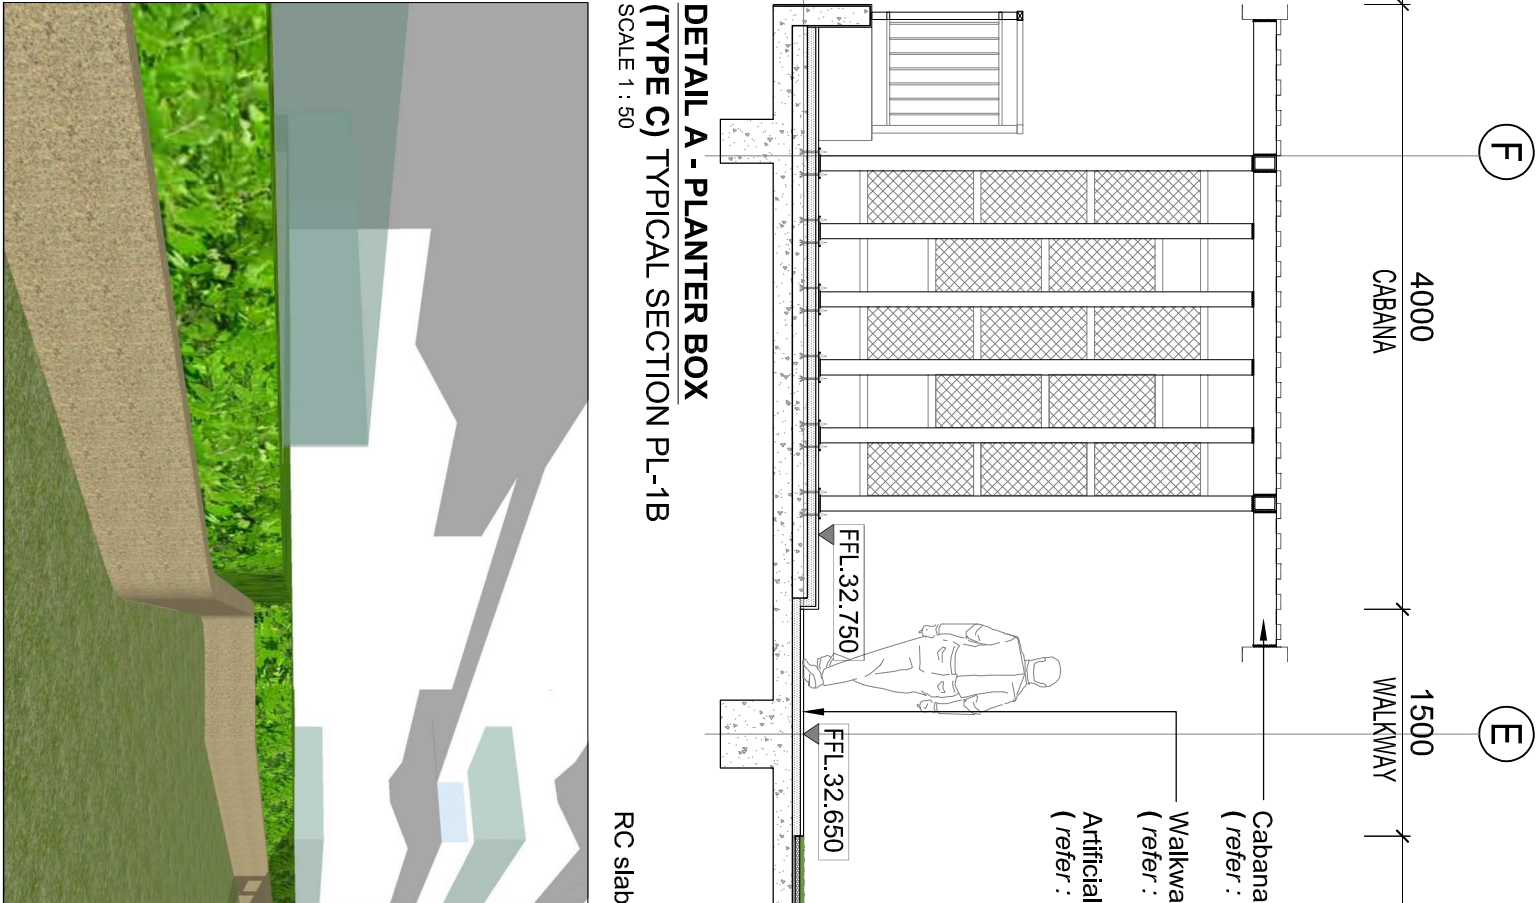 F
E
4000
CABANA
1500
WALKWAY
Cabana
( refer :
Walkwa
( refer :
Artificial
( refer :
FFL.32.750
FFL.32.650
DETAIL A - PLANTER BOX
(TYPE C) TYPICAL SECTION PL-1B
SCALE 1 : 50
RC slab